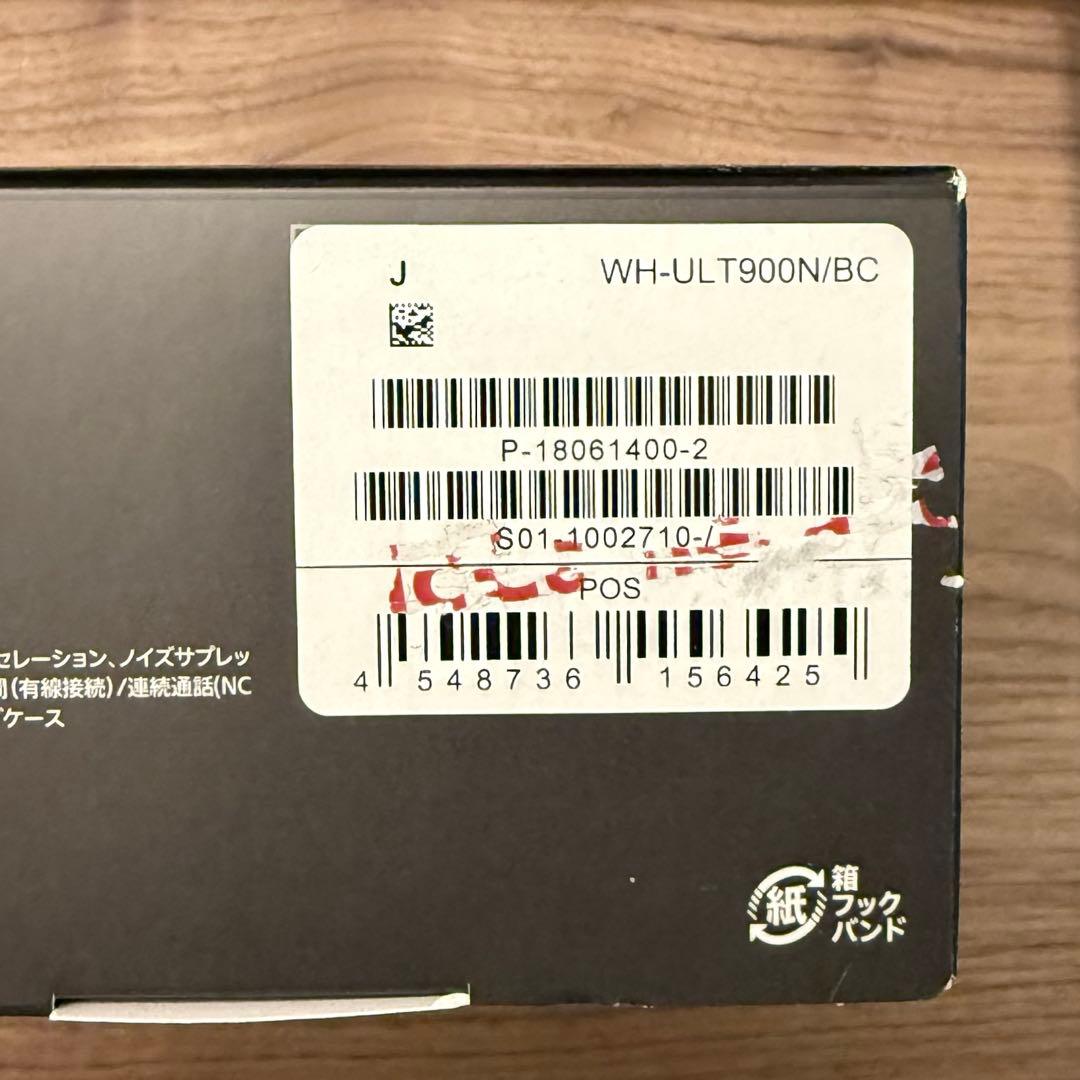 J
WH-ULT900N/BC
P-18061400-2
S01-1002710-/
POS
4 548736 156425
セレーション、ノイズサプレッ
(有線接続)/連続通話(NC
ケース
紙
箱
フック
バンド